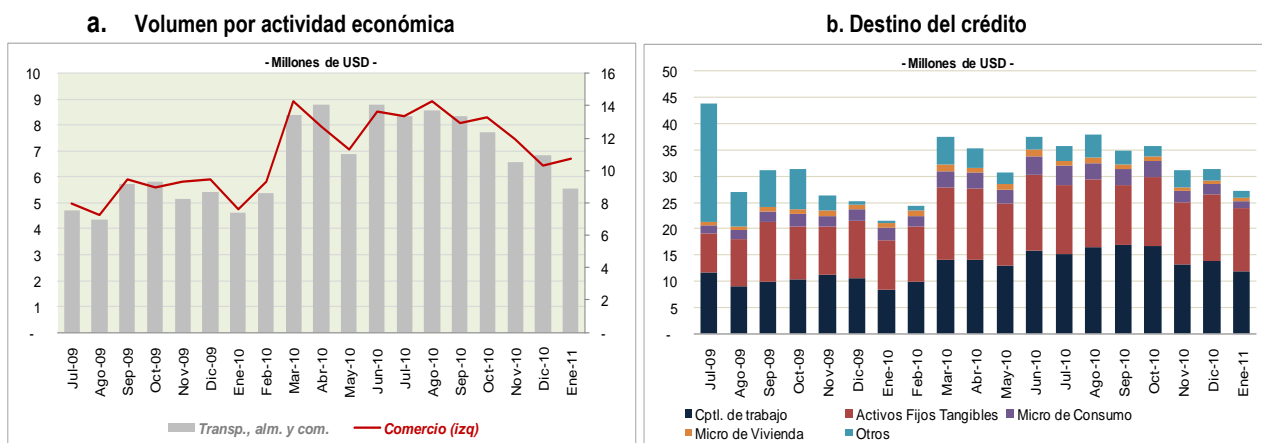 a. Volumen por actividad económica
- Millones de USD -
10
9
8
7
6
5
4
3
2
1
-
16
14
12
10
8
6
4
2
-
Jul-09
Ago-09
Sep-09
Oct-09
Nov-09
Dic-09
Ene-10
Feb-10
Mar-10
Abr-10
May-10
Jun-10
Jul-10
Ago-10
Sep-10
Oct-10
Nov-10
Dic-10
Ene-11
Transp., alm. y com.
Comercio (izq)
b. Destino del crédito
- Millones de USD -
50
45
40
35
30
25
20
15
10
5
-
Jul-09
Ago-09
Sep-09
Oct-09
Nov-09
Dic-09
Ene-10
Feb-10
Mar-10
Abr-10
May-10
Jun-10
Jul-10
Ago-10
Sep-10
Oct-10
Nov-10
Dic-10
Ene-11
Cptl. de trabajo
Activos Fijos Tangibles
Micro de Consumo
Micro de Vivienda
Otros